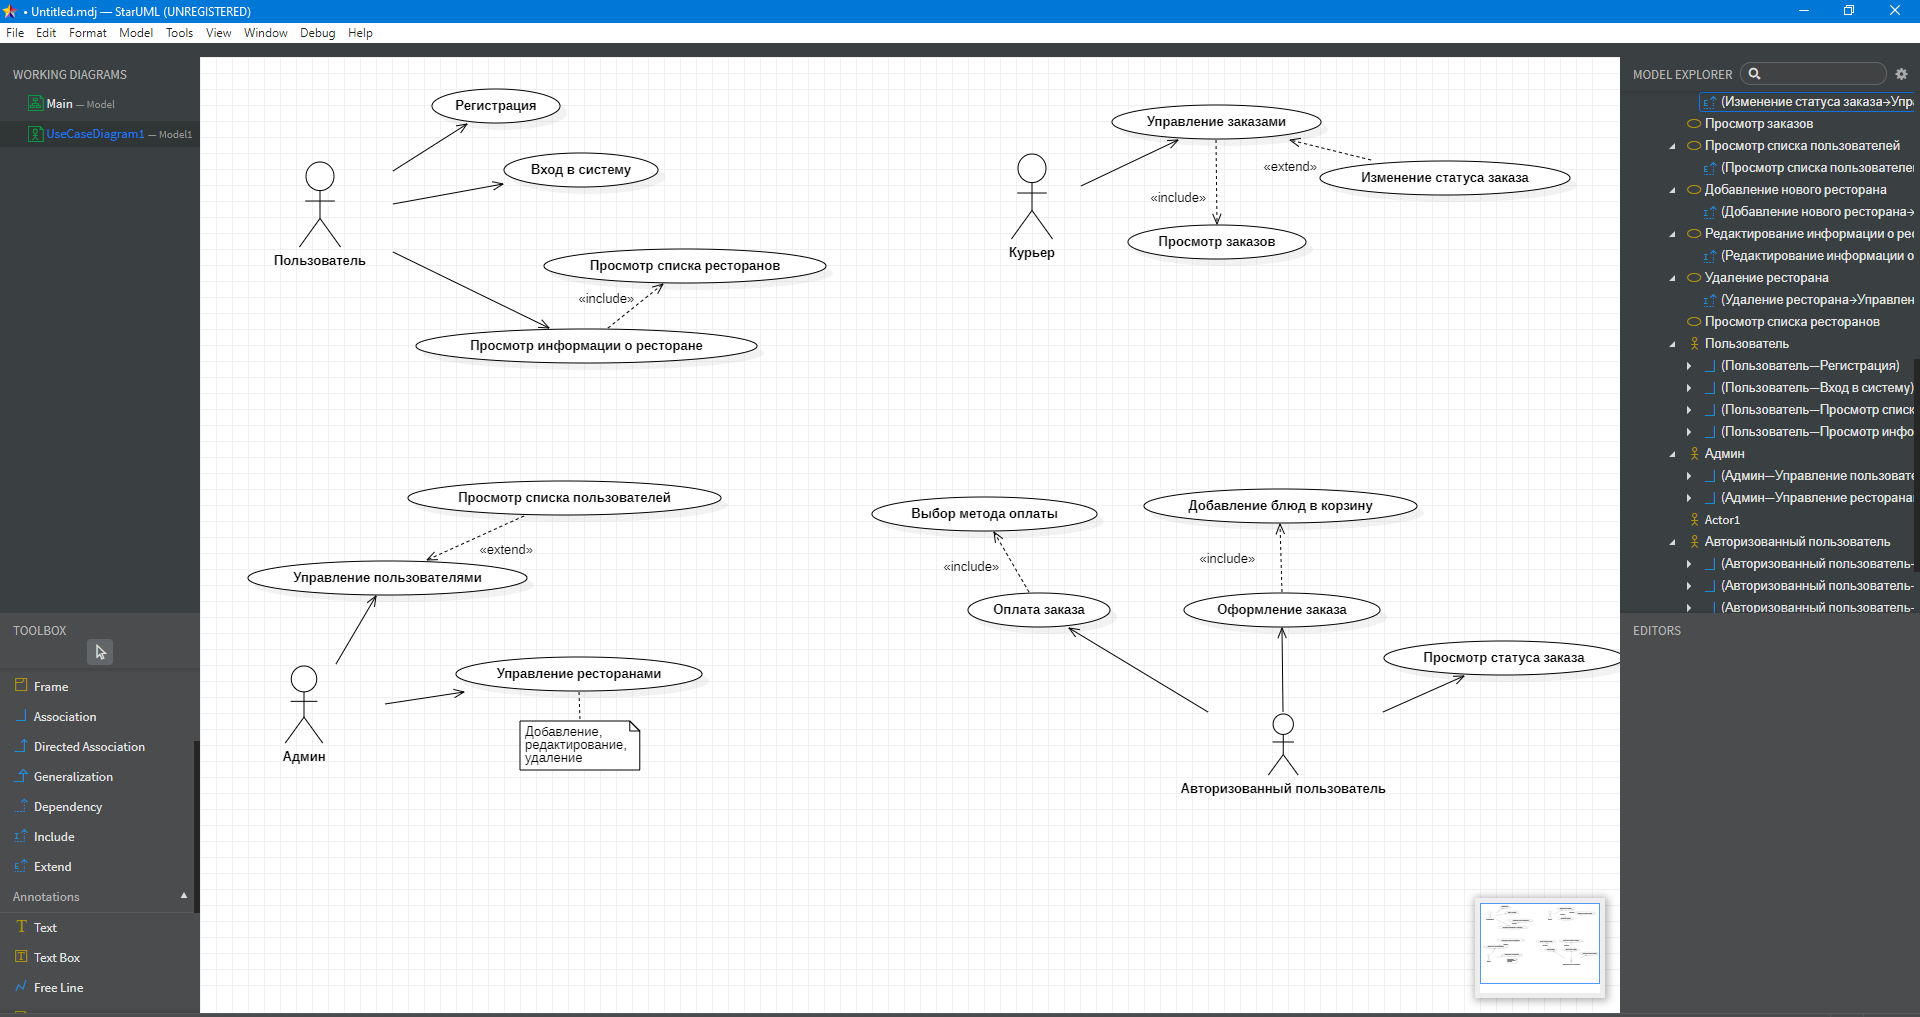 • Untitled.mdj — StarUML (UNREGISTERED)
File Edit Format Model Tools View Window Debug Help
WORKING DIAGRAMS
Main — Model
UseCaseDiagram1 — Model1
TOOLBOX
Frame
Association
Directed Association
Generalization
Dependency
Include
Extend
Annotations
Text
Text Box
Free Line
Регистрация
Вход в систему
Пользователь
Просмотр списка ресторанов
«include»
Просмотр информации о ресторане
Управление заказами
«extend»
Изменение статуса заказа
«include»
Просмотр заказов
Курьер
Просмотр списка пользователей
«extend»
Управление пользователями
Управление ресторанами
Добавление,
редактирование,
удаление
Админ
Выбор метода оплаты
Добавление блюд в корзину
«include»
«include»
Оплата заказа
Оформление заказа
Просмотр статуса заказа
Авторизованный пользователь
MODEL EXPLORER
(Изменение статуса заказа→Упра
Просмотр заказов
Просмотр списка пользователей
(Просмотр списка пользователе
Добавление нового ресторана
(Добавление нового ресторана→
Редактирование информации о рес
(Редактирование информации о
Удаление ресторана
(Удаление ресторана→Управлен
Просмотр списка ресторанов
Пользователь
(Пользователь—Регистрация)
(Пользователь—Вход в систему)
(Пользователь—Просмотр списк
(Пользователь—Просмотр инфо
Админ
(Админ—Управление пользовате
(Админ—Управление ресторана
Actor1
Авторизованный пользователь
(Авторизованный пользователь-
(Авторизованный пользователь-
(Авторизованный пользователь-
EDITORS